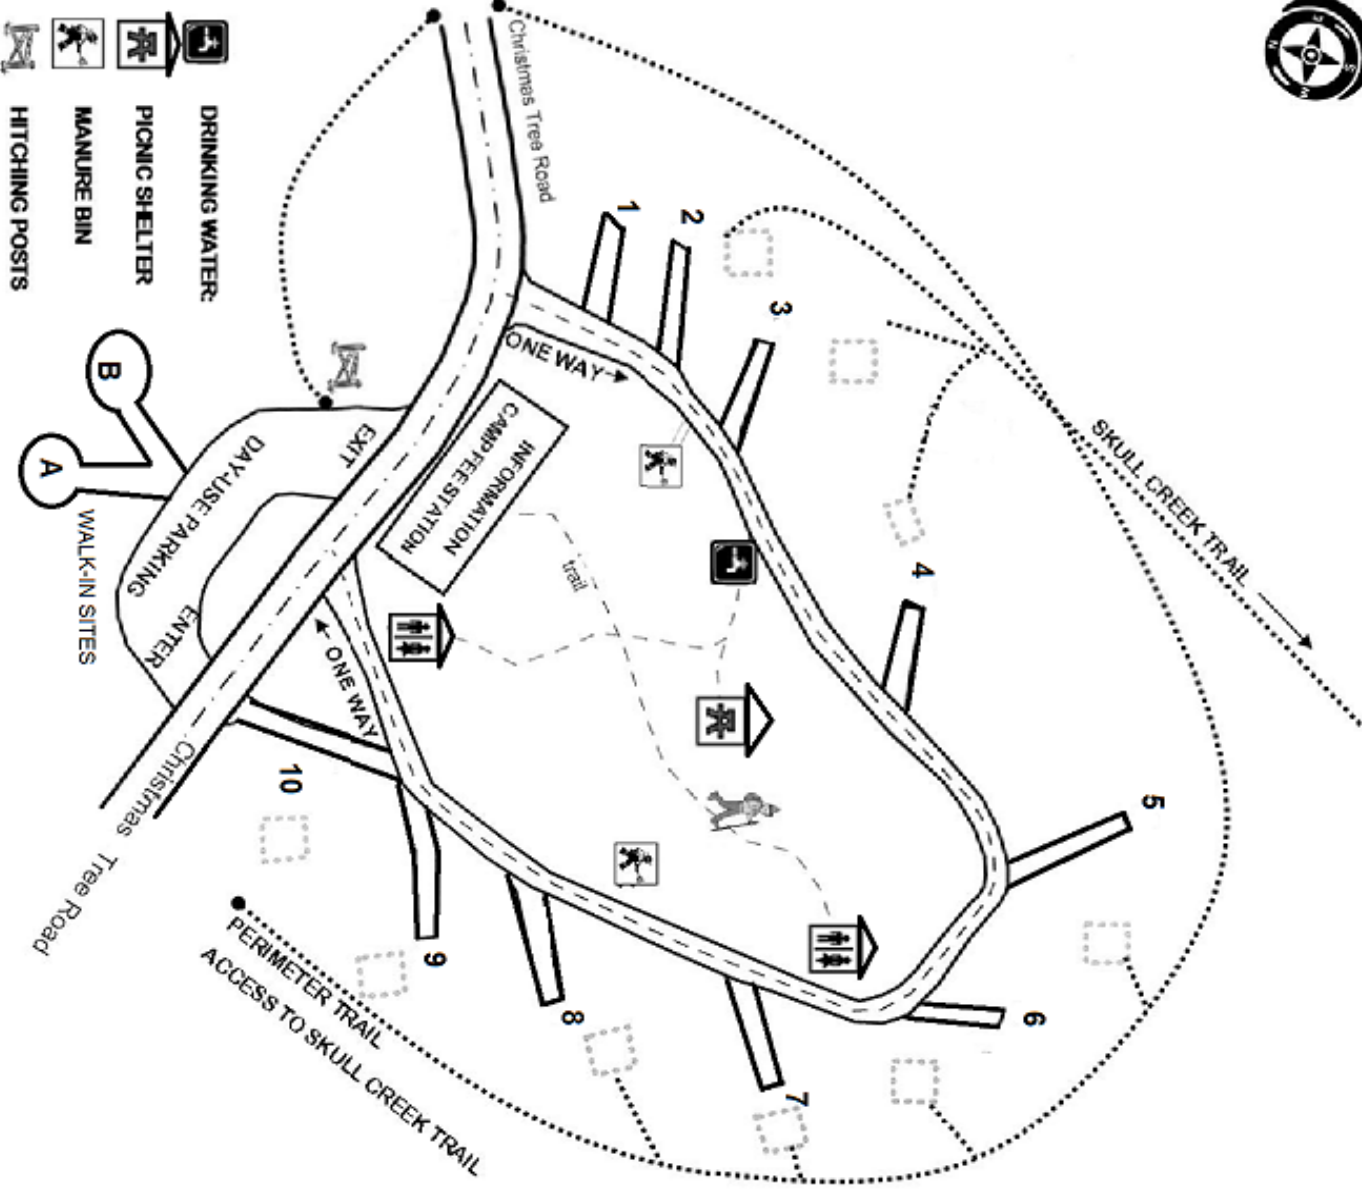 DRINKING WATER:
PICNIC SHELTER
MANURE BIN
HITCHING POSTS
Christmas Tree Road
N
E
S
W
1
2
3
4
5
6
7
8
9
10
ONE WAY
INFORMATION
CAMP FEE STATION
EXIT
DAY-USE PARKING
ENTER
B
A
WALK-IN SITES
ONE WAY
trail
SKULL CREEK TRAIL
Christmas Tree Road
PERIMETER TRAIL
ACCESS TO SKULL CREEK TRAIL